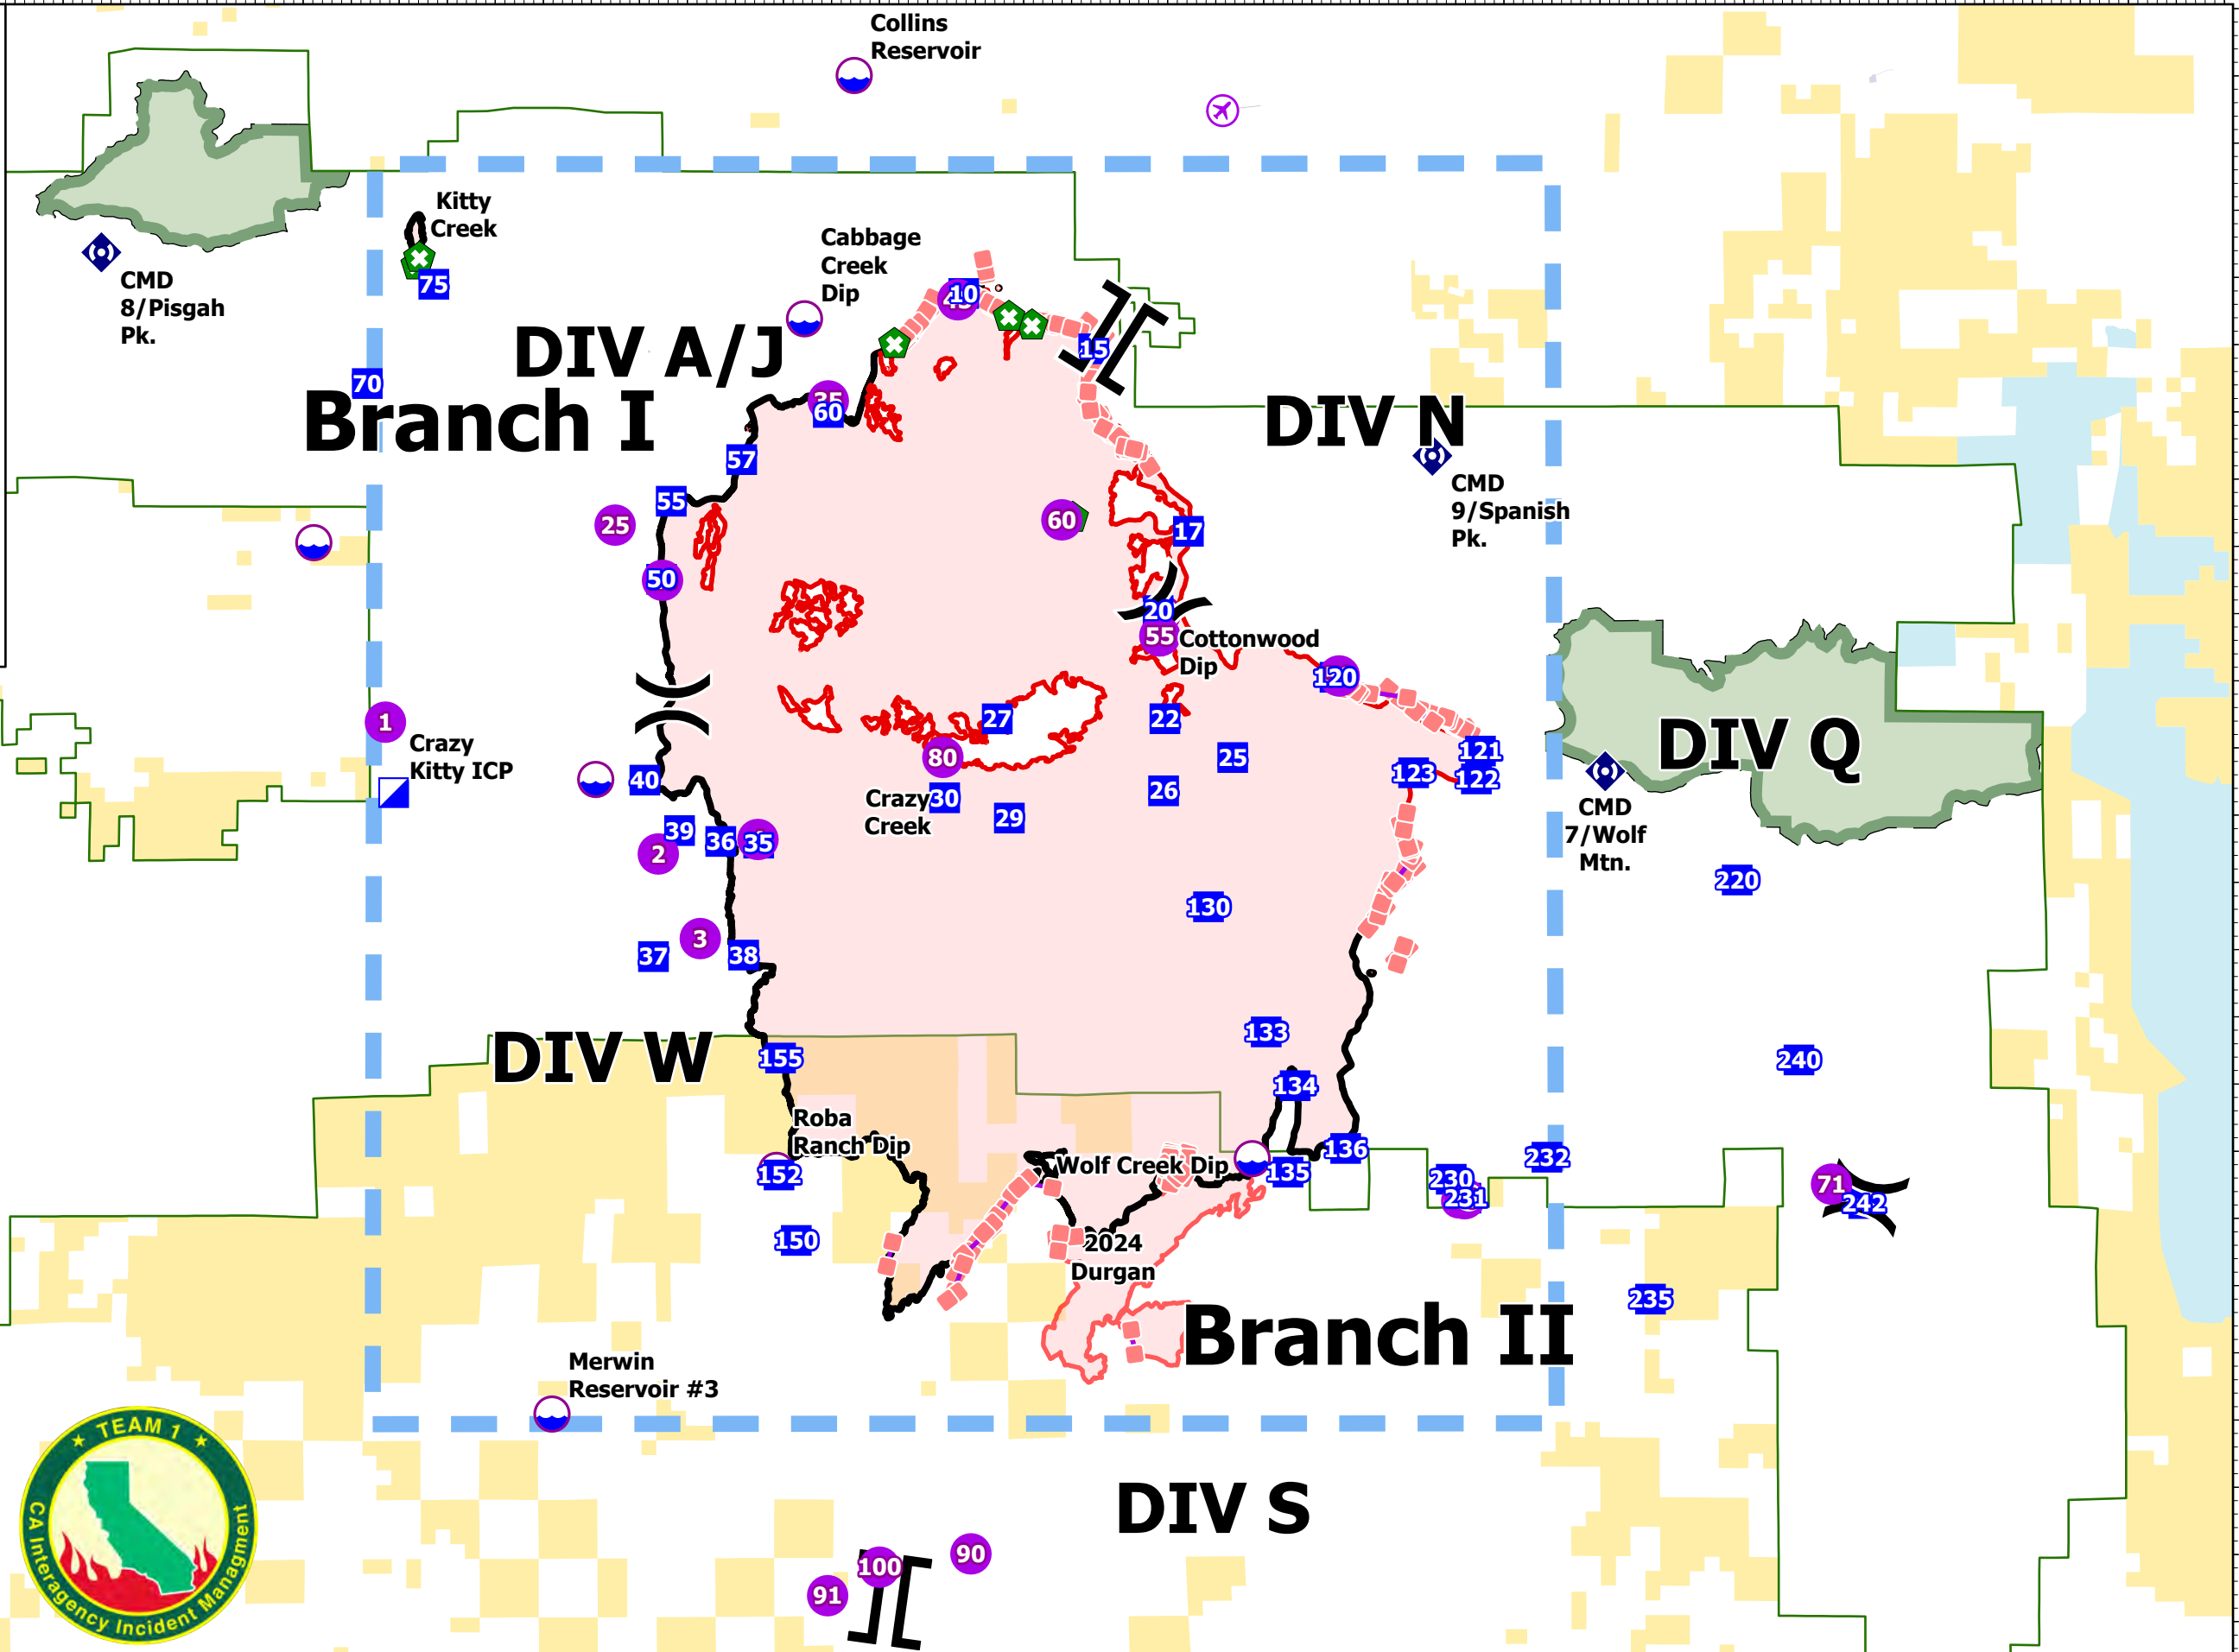 Collins
Reservoir
Kitty
Creek
75
CMD
8/Pisgah
Pk.
Cabbage
Creek
Dip
10
15
DIV A/J
70
Branch I
35
60
57
55
25
50
DIV N
CMD
9/Spanish
Pk.
60
17
20
55
Cottonwood
Dip
120
1
Crazy
Kitty ICP
27
22
80
25
121
123
122
DIV Q
CMD
7/Wolf
Mtn.
40
Crazy
Creek
30
29
26
39
36
35
2
220
130
3
37
38
133
DIV W
155
134
240
Roba
Ranch Dip
152
Wolf Creek Dip
135
136
232
230
231
71
242
150
2024
Durgan
235
Branch II
Merwin
Reservoir #3
TEAM 1
CA Interagency Incident Managment
DIV S
100
90
91